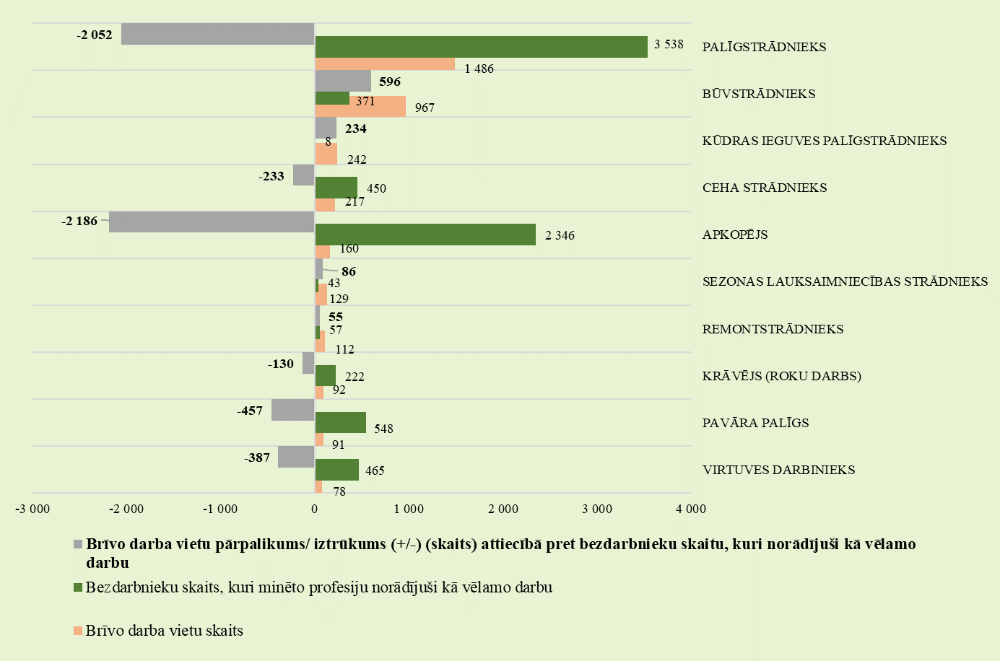 -2 052
3 538
PALĪGSTRĀDNIEKS
1 486
596
371
BŪVSTRĀDNIEKS
967
234
8
KŪDRAS IEGUVES PALĪGSTRĀDNIEKS
242
-233
450
CEHA STRĀDNIEKS
217
-2 186
2 346
APKOPĒJS
160
86
43
SEZONAS LAUKSAIMNIECĪBAS STRĀDNIEKS
129
55
57
REMONTSTRĀDNIEKS
112
-130
222
KRĀVĒJS (ROKU DARBS)
92
-457
548
PAVĀRA PALĪGS
91
-387
465
VIRTUVES DARBINIEKS
78
-3 000 -2 000 -1 000 0 1 000 2 000 3 000 4 000
Brīvo darba vietu pārpalikums/ iztrūkums (+/-) (skaits) attiecībā pret bezdarbnieku skaitu, kuri norādījuši kā vēlamo
darbu
Bezdarbnieku skaits, kuri minēto profesiju norādījuši kā vēlamo darbu
Brīvo darba vietu skaits